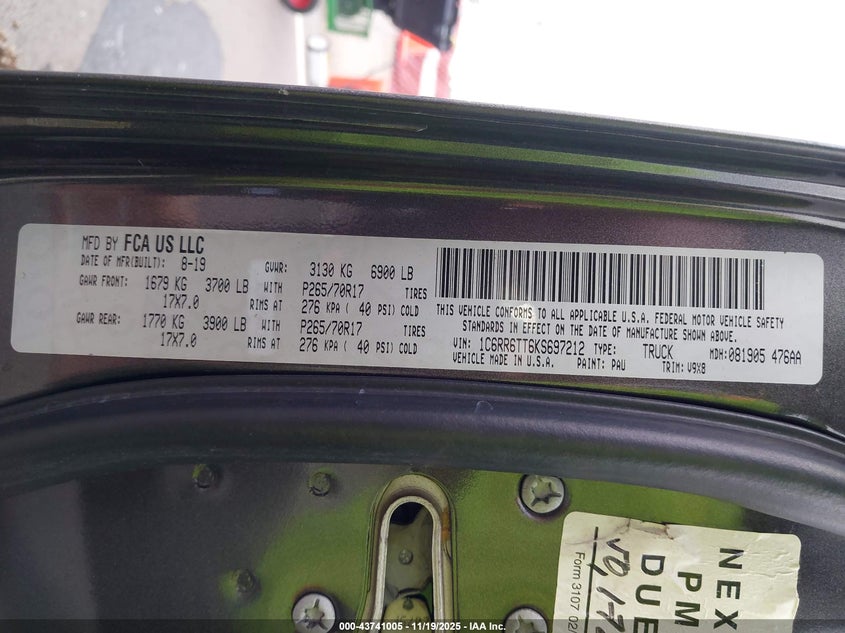 MFD BY FCA US LLC
DATE OF MFR(BUILT): 8-19 GVWR: 3130 KG 6900 LB
GAWR FRONT: 1679 KG 3700 LB WITH P265/70R17 TIRES
17X7.0 RIMS AT 276 KPA ( 40 PSI) COLD
GAWR REAR: 1770 KG 3900 LB WITH P265/70R17 TIRES
17X7.0 RIMS AT 276 KPA ( 40 PSI) COLD
THIS VEHICLE CONFORMS TO ALL APPLICABLE U.S.A. FEDERAL MOTOR VEHICLE SAFETY
STANDARDS IN EFFECT ON THE DATE OF MANUFACTURE SHOWN ABOVE.
VIN: 1C6RR6TT6KS697212 TYPE: TRUCK MDH: 081905 476AA
VEHICLE MADE IN U.S.A. PAINT: PAU TRIM: V9X8
NEX
PM
DUE
Form 3107 02
000-43741005 - 11/19/2025 - IAA Inc.